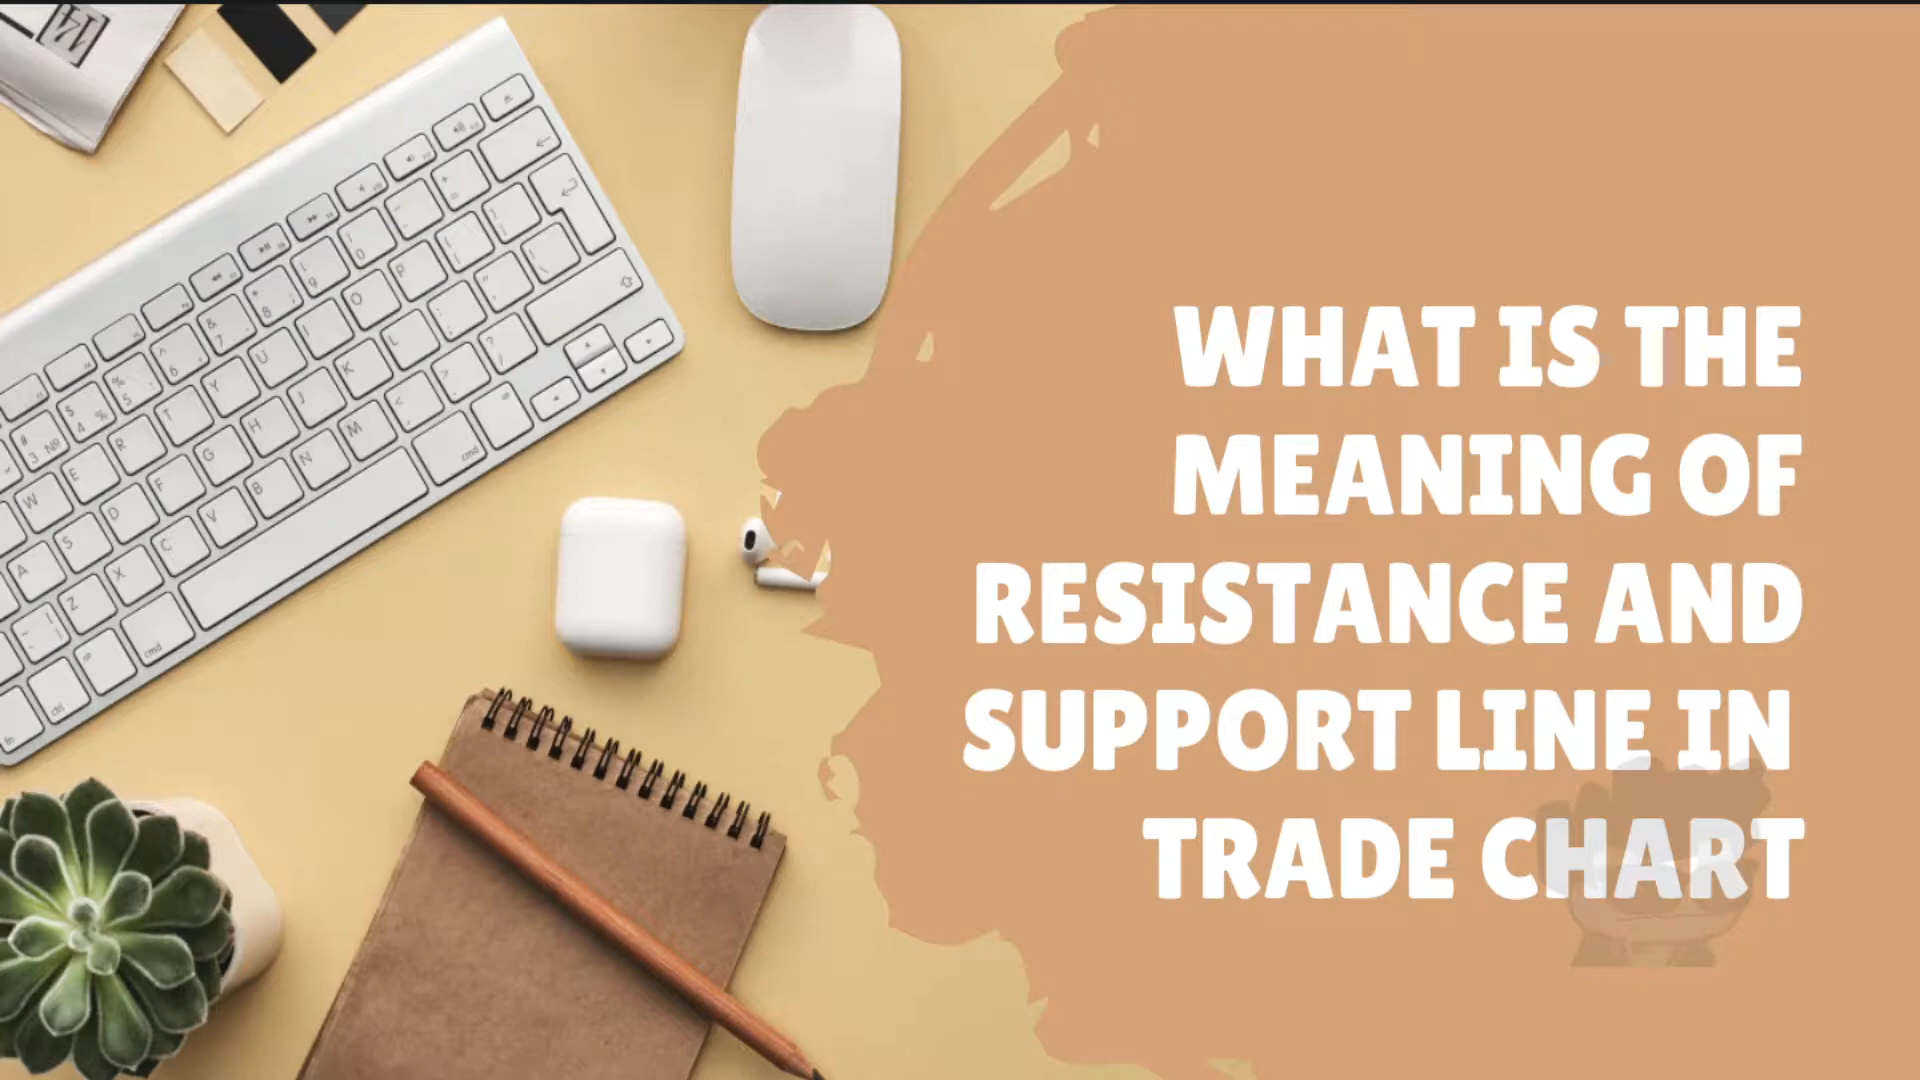 WHAT IS THE
MEANING OF
RESISTANCE AND
SUPPORT LINE IN
TRADE CHART